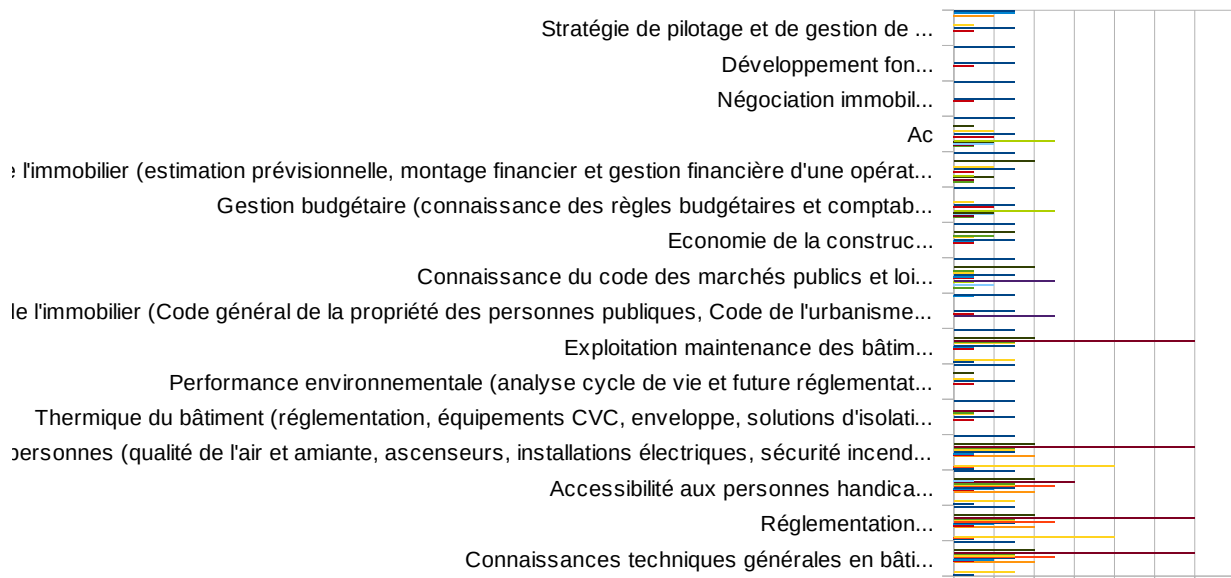 Stratégie de pilotage et de gestion de ...
Développement fon...
Négociation immobil...
Ac
l'immobilier (estimation prévisionnelle, montage financier et gestion financière d'une opérat...
Gestion budgétaire (connaissance des règles budgétaires et comptab...
Economie de la construc...
Connaissance du code des marchés publics et loi...
l'immobilier (Code général de la propriété des personnes publiques, Code de l'urbanisme...
Exploitation maintenance des bâtim...
Performance environnementale (analyse cycle de vie et future réglementat...
Thermique du bâtiment (réglementation, équipements CVC, enveloppe, solutions d'isolati...
personnes (qualité de l'air et amiante, ascenseurs, installations électriques, sécurité incend...
Accessibilité aux personnes handica...
Réglementation...
Connaissances techniques générales en bâti...